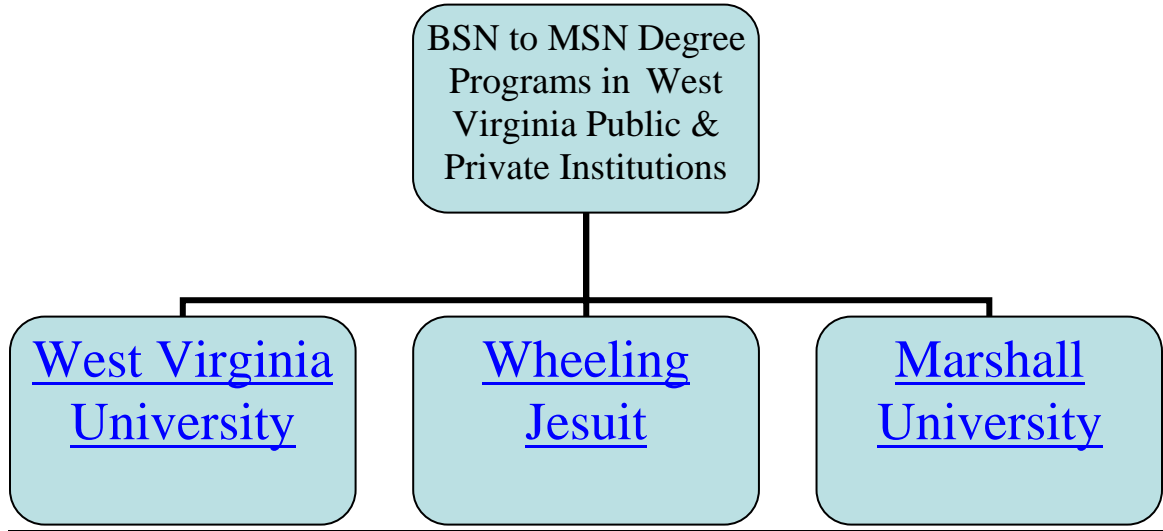 BSN to MSN Degree
Programs in West
Virginia Public &
Private Institutions
West Virginia
University
Wheeling
Jesuit
Marshall
University